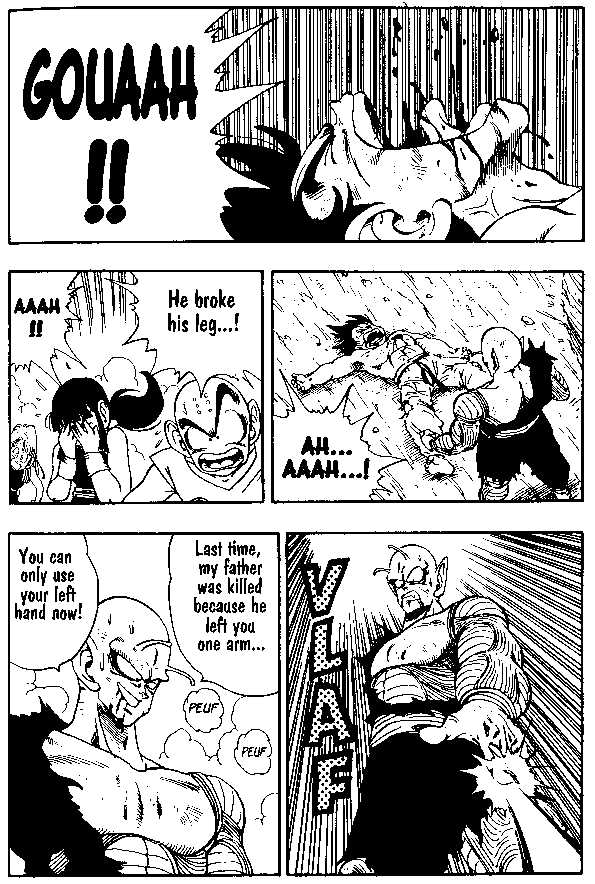 GOUAAH
!!
AAAH
!!
He broke
his leg...!
AH...
AAAH...!
You can
only use
your left
hand now!
Last time,
my father
was killed
because he
left you
one arm...
PEUF
PEUF
VLAF